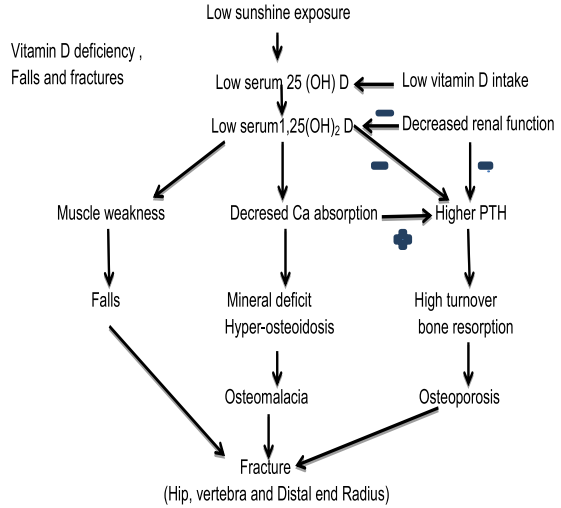 Low sunshine exposure
Vitamin D deficiency ,
Falls and fractures
Low serum 25 (OH) D
Low vitamin D intake
Low serum1,25(OH)2 D
Decreased renal function
Muscle weakness
Decresed Ca absorption
Higher PTH
Falls
Mineral deficit
Hyper-osteoidosis
High turnover
bone resorption
Osteomalacia
Osteoporosis
Fracture
(Hip, vertebra and Distal end Radius)